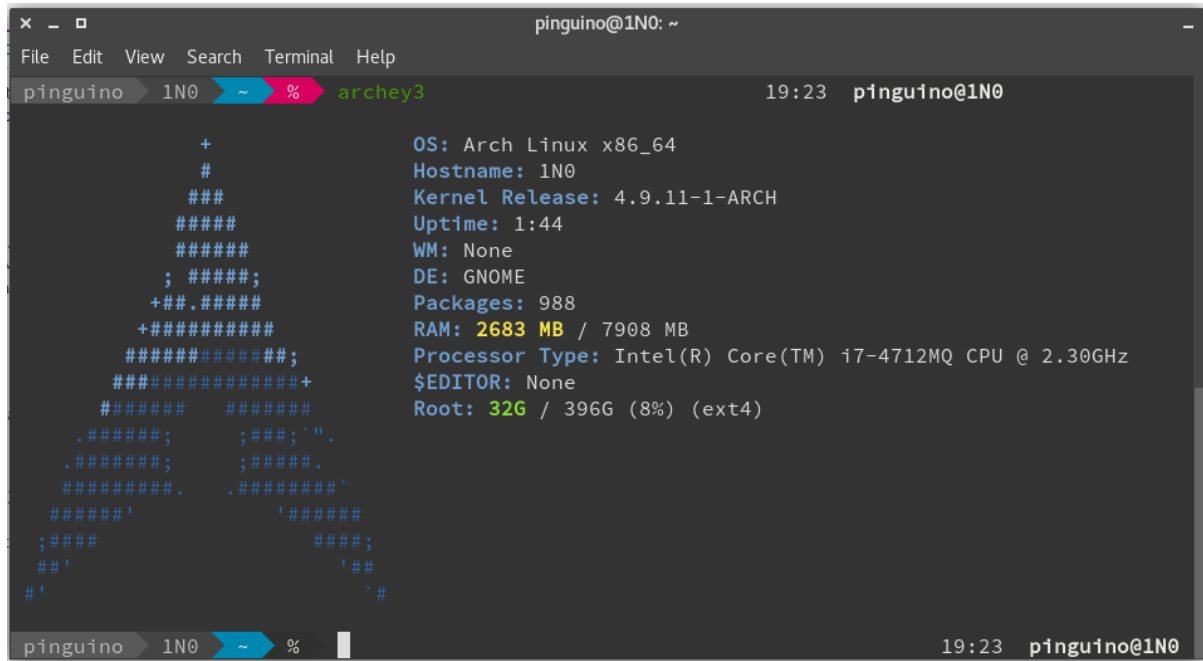 pinguino@1N0: ~
File Edit View Search Terminal Help
pinguino 1N0 ~ % archey3 19:23 pinguino@1N0
+ OS: Arch Linux x86_64
# Hostname: 1N0
### Kernel Release: 4.9.11-1-ARCH
##### Uptime: 1:44
###### WM: None
; #####; DE: GNOME
+##.##### Packages: 988
+########## RAM: 2683 MB / 7908 MB
#############; Processor Type: Intel(R) Core(TM) i7-4712MQ CPU @ 2.30GHz
###############+ $EDITOR: None
####### ####### Root: 32G / 396G (8%) (ext4)
.######; ;###;`".
.#######; ;#####.
#########. .########`
######' '######
;#### ####;
##' '##
#' `#
pinguino 1N0 ~ % 19:23 pinguino@1N0